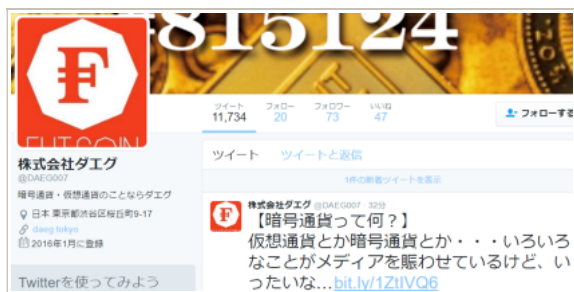 815124
FUTCOIN
ツイート フォロー フォロワー いいね
11,734 20 73 47
フォローする
株式会社ダエグ
@DAEG007
暗号通貨・仮想通貨のことならダエグ
日本 東京都渋谷区桜丘町9-17
daeg.tokyo
2016年1月に登録
Twitterを使ってみよう
ツイート ツイートと返信
1件の新着ツイートを表示
株式会社ダエグ @DAEG007 · 32分
【暗号通貨って何？】
仮想通貨とか暗号通貨とか・・・いろいろ
なことがメディアを賑わせているけど、い
ったいな…bit.ly/1ZtIVQ6